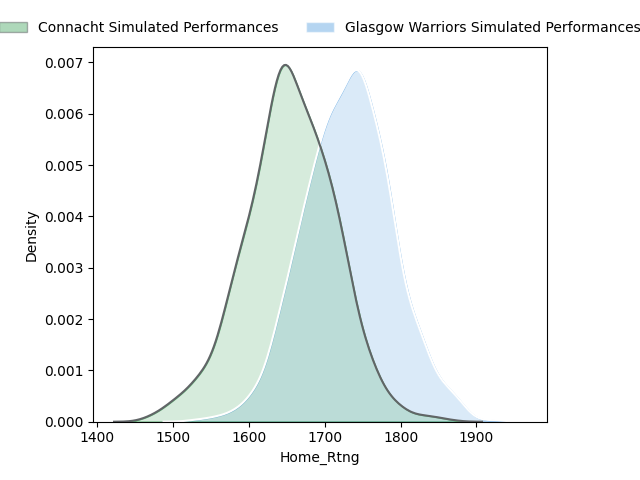 Connacht Simulated Performances Glasgow Warriors Simulated Performances
0.007
0.006
0.005
0.004
0.003
0.002
0.001
0.000
Density
1400 1500 1600 1700 1800 1900
Home_Rtng